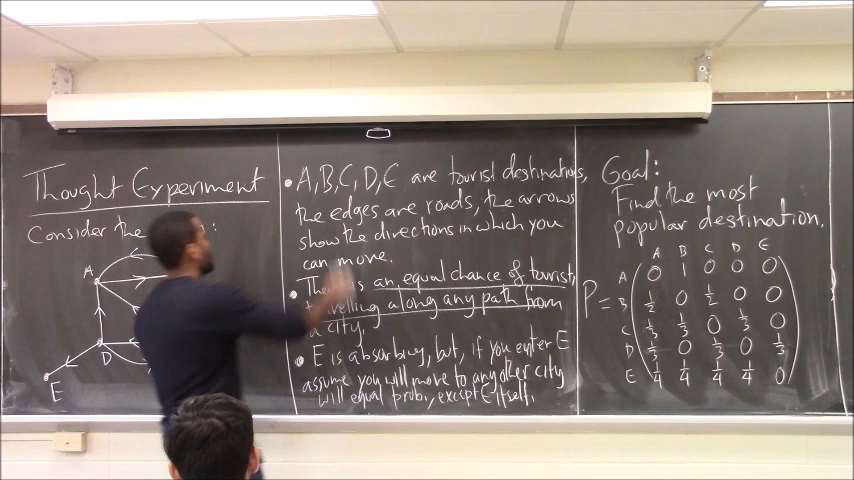 Thought Experiment
Consider the :
A
D
E
• A,B,C,D,E are tourist destinations,
the edges are roads, the arrows
show the directions in which you
can move.
• There is an equal chance of tourist
travelling along any path from
a city.
• E is absorbing, but, if you enter E
assume you will move to any other city
will equal prob., except E itself.
Goal:
Find the most
popular destination.
A B C D E
P =
A 0 1 0 0 0
B 1/2 0 1/2 0 0
C 1/3 1/3 0 1/3 0
D 1/3 0 1/3 0 1/3
E 1/4 1/4 1/4 1/4 0